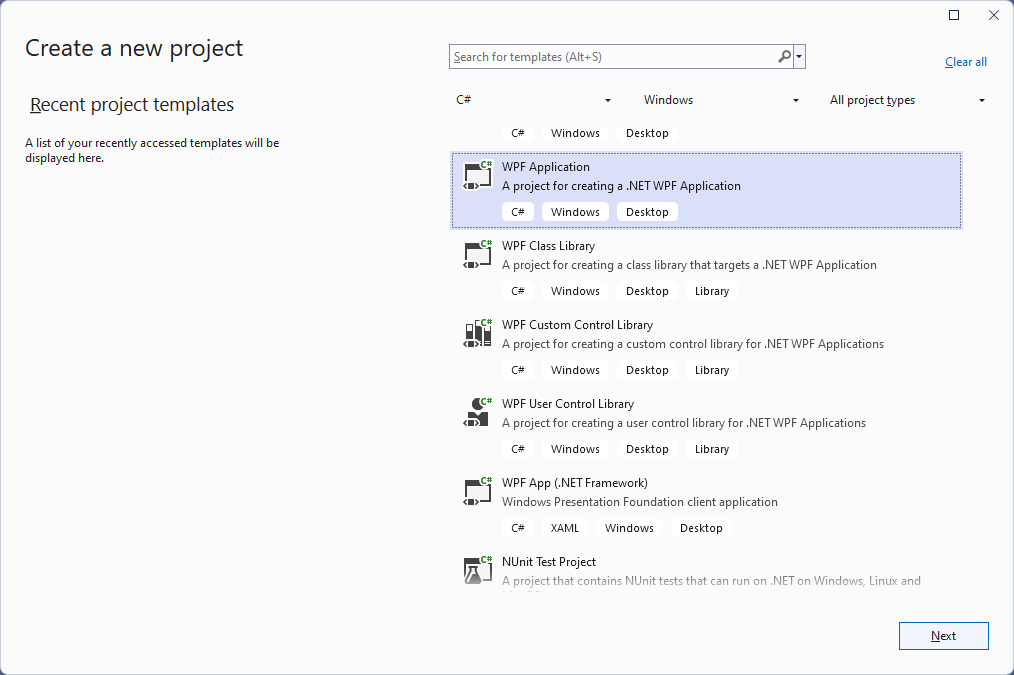 Create a new project
Search for templates (Alt+S)
Clear all
Recent project templates
A list of your recently accessed templates will be
displayed here.
C# Windows All project types
C# Windows Desktop
C#
WPF Application
A project for creating a .NET WPF Application
C# Windows Desktop
C#
WPF Class Library
A project for creating a class library that targets a .NET WPF Application
C# Windows Desktop Library
C#
WPF Custom Control Library
A project for creating a custom control library for .NET WPF Applications
C# Windows Desktop Library
C#
WPF User Control Library
A project for creating a user control library for .NET WPF Applications
C# Windows Desktop Library
C#
WPF App (.NET Framework)
Windows Presentation Foundation client application
C# XAML Windows Desktop
C#
NUnit Test Project
A project that contains NUnit tests that can run on .NET on Windows, Linux and
Next